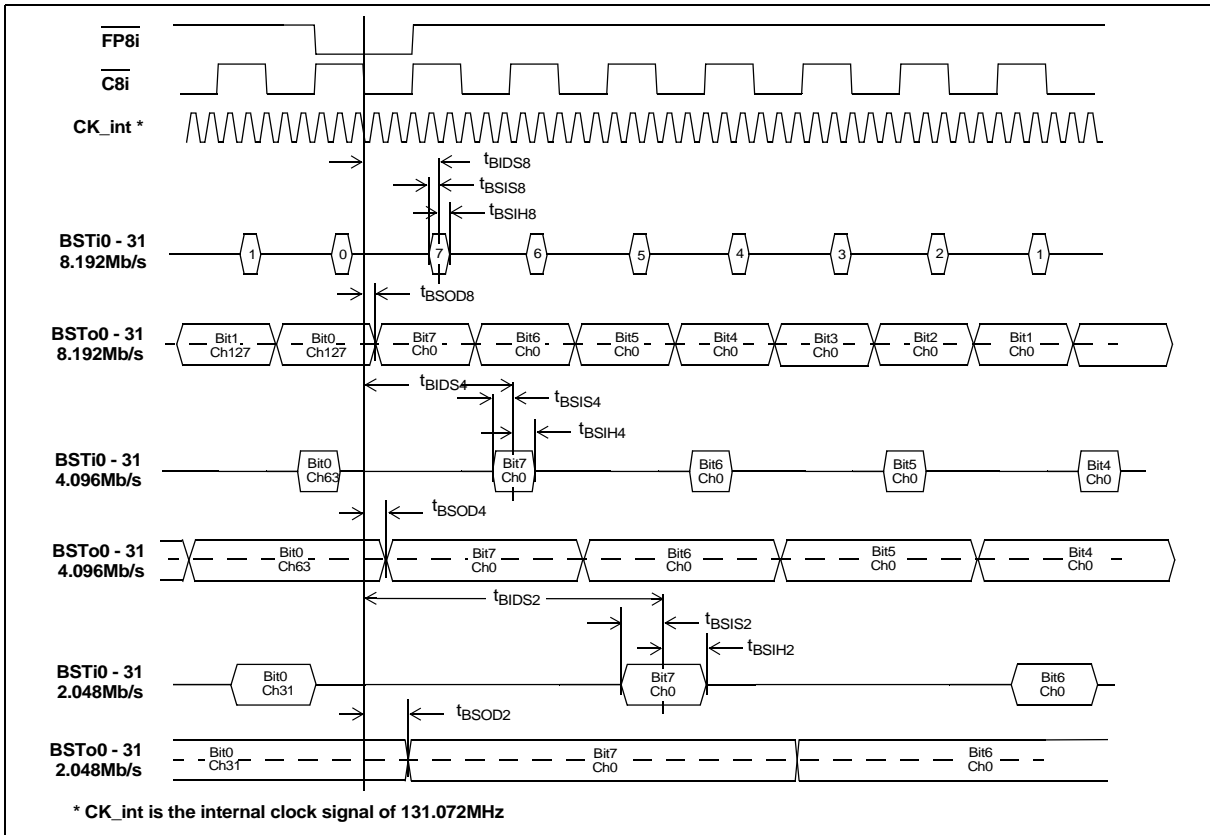 FP8i
C8i
CK_int *
tBIDS8
tBSIS8
tBSIH8
BSTi0 - 31
8.192Mb/s
1 0 7 6 5 4 3 2 1
tBSOD8
BSTo0 - 31
8.192Mb/s
Bit1 Ch127
Bit0 Ch127
Bit7 Ch0
Bit6 Ch0
Bit5 Ch0
Bit4 Ch0
Bit3 Ch0
Bit2 Ch0
Bit1 Ch0
tBIDS4
tBSIS4
tBSIH4
BSTi0 - 31
4.096Mb/s
Bit0 Ch63
Bit7 Ch0
Bit6 Ch0
Bit5 Ch0
Bit4 Ch0
tBSOD4
BSTo0 - 31
4.096Mb/s
Bit0 Ch63
Bit7 Ch0
Bit6 Ch0
Bit5 Ch0
Bit4 Ch0
tBIDS2
tBSIS2
tBSIH2
BSTi0 - 31
2.048Mb/s
Bit0 Ch31
Bit7 Ch0
Bit6 Ch0
tBSOD2
BSTo0 - 31
2.048Mb/s
Bit0 Ch31
Bit7 Ch0
Bit6 Ch0
* CK_int is the internal clock signal of 131.072MHz